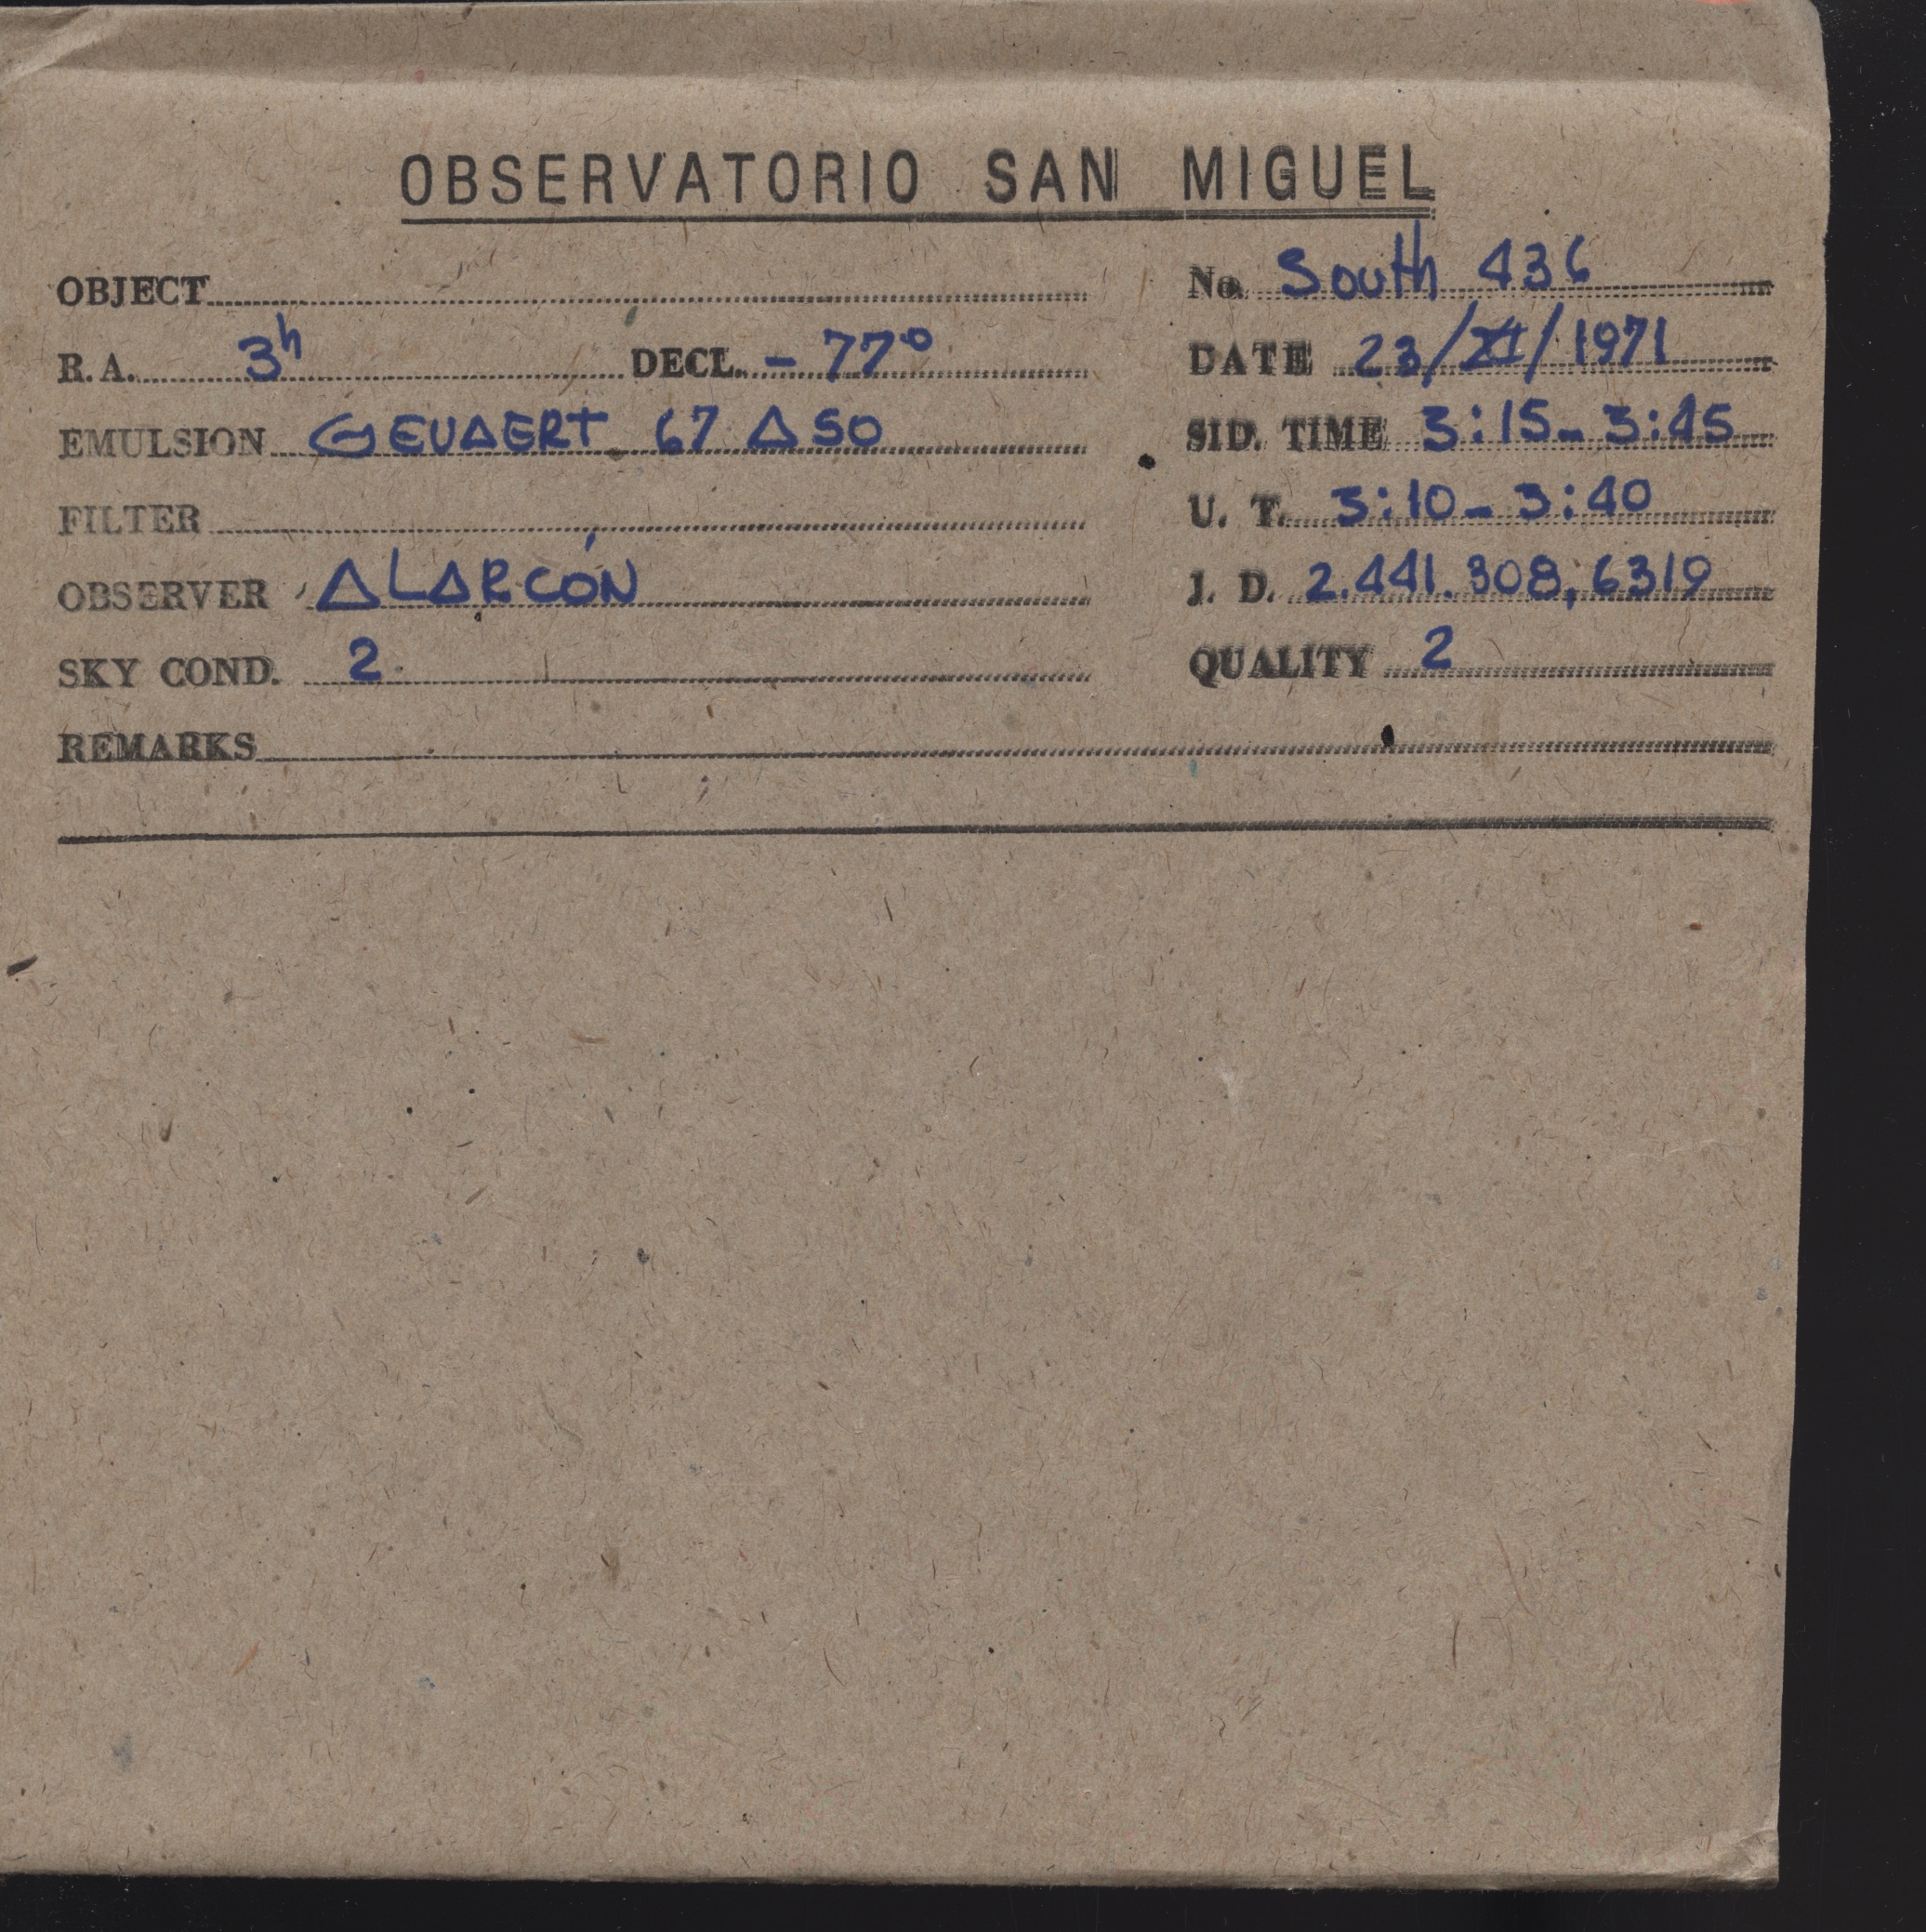 OBSERVATORIO SAN MIGUEL
OBJECT
No. South 436
R.A. 3h DECL. - 77°
DATE 23/XI/1971
EMULSION GEVAERT 67 A 50
SID. TIME 3:15 - 3:45
FILTER
U. T. 3:10 - 3:40
OBSERVER ALARCÓN
J. D. 2.441.308,6319
SKY COND. 2
QUALITY 2
REMARKS